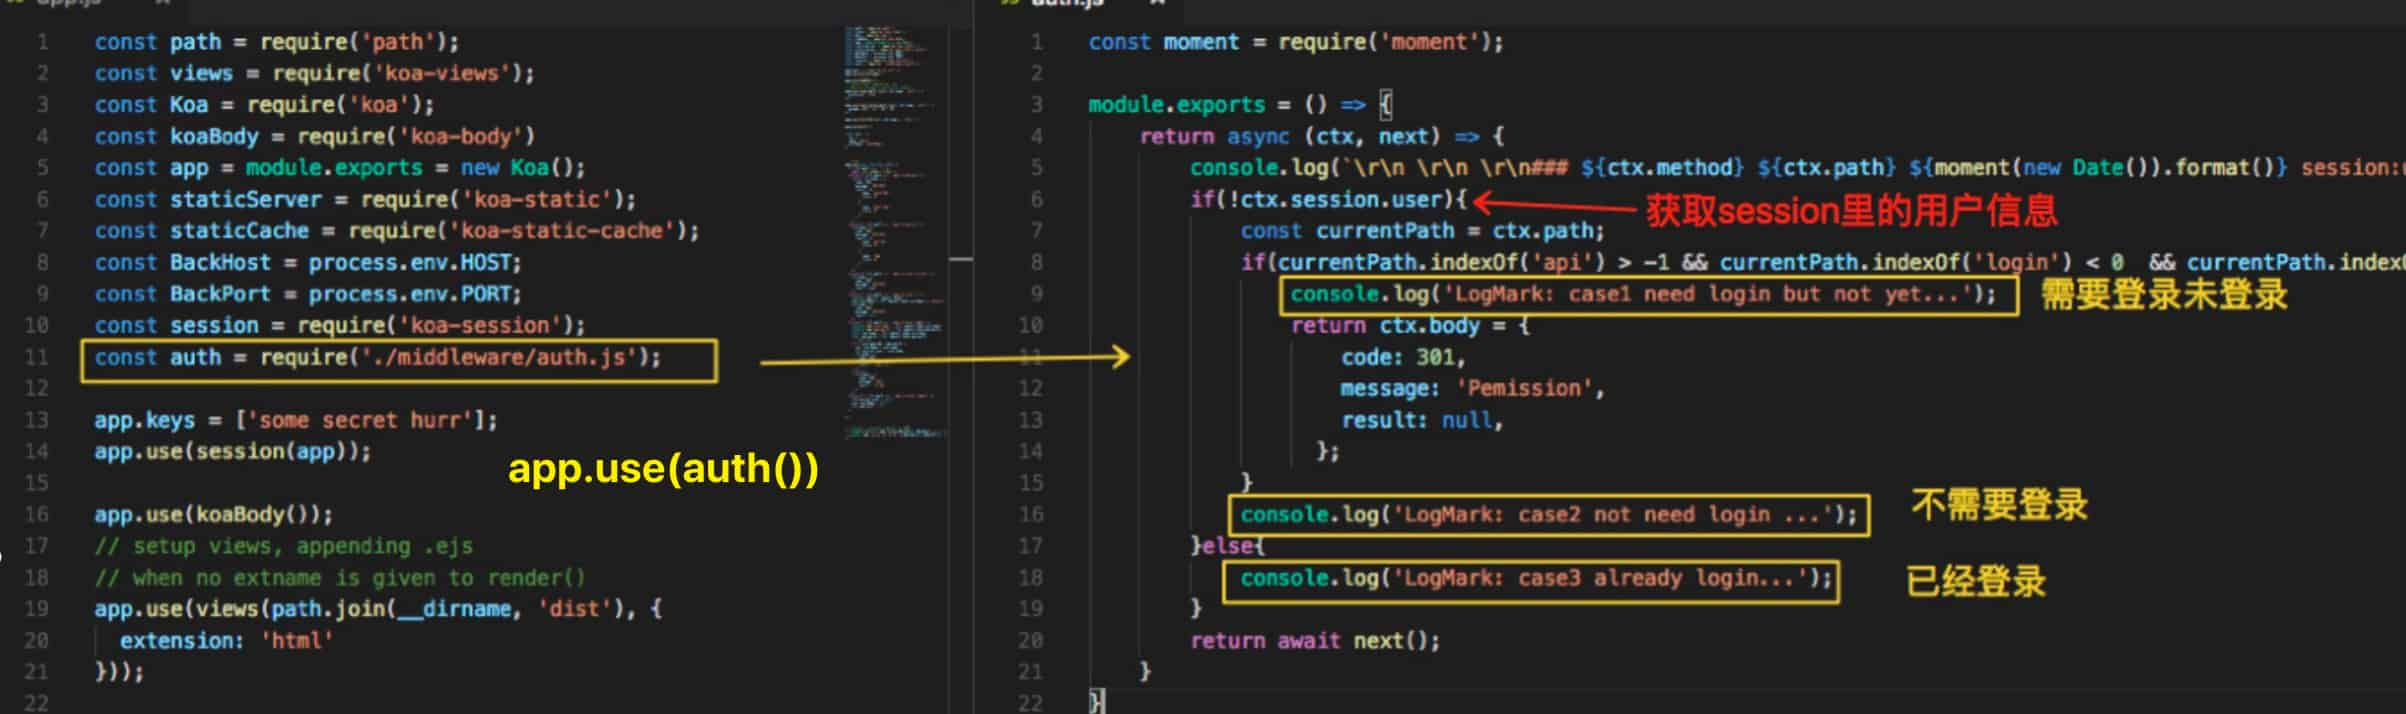 app.js ×
1 const path = require('path');
2 const views = require('koa-views');
3 const Koa = require('koa');
4 const koaBody = require('koa-body')
5 const app = module.exports = new Koa();
6 const staticServer = require('koa-static');
7 const staticCache = require('koa-static-cache');
8 const BackHost = process.env.HOST;
9 const BackPort = process.env.PORT;
10 const session = require('koa-session');
11 const auth = require('./middleware/auth.js');
12
13 app.keys = ['some secret hurr'];
14 app.use(session(app));
15
16 app.use(koaBody());
17 // setup views, appending .ejs
18 // when no extname is given to render()
19 app.use(views(path.join(__dirname, 'dist'), {
20 extension: 'html'
21 }));
22
app.use(auth())
auth.js ×
1 const moment = require('moment');
2
3 module.exports = () => {
4 return async (ctx, next) => {
5 console.log(`\r\n \r\n \r\n### ${ctx.method} ${ctx.path} ${moment(new Date()).format()} session:
6 if(!ctx.session.user){ 获取session里的用户信息
7 const currentPath = ctx.path;
8 if(currentPath.indexOf('api') > -1 && currentPath.indexOf('login') < 0 && currentPath.index
9 console.log('LogMark: case1 need login but not yet...'); 需要登录未登录
10 return ctx.body = {
11 code: 301,
12 message: 'Pemission',
13 result: null,
14 };
15 }
16 console.log('LogMark: case2 not need login ...'); 不需要登录
17 }else{
18 console.log('LogMark: case3 already login...'); 已经登录
19 }
20 return await next();
21 }
22 }